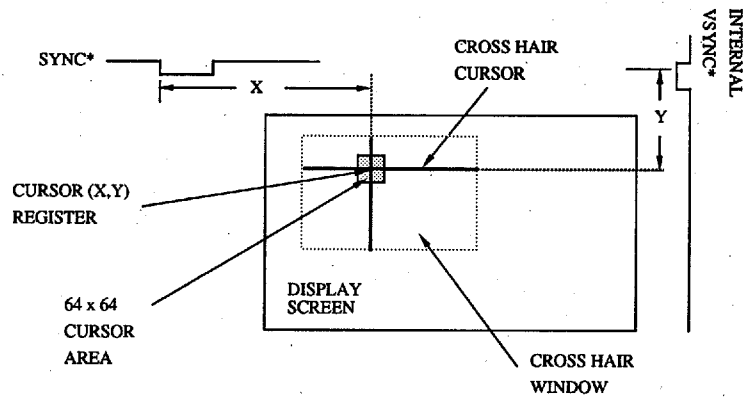 SYNC*
X
CROSS HAIR
CURSOR
INTERNAL
VSYNC*
Y
CURSOR (X,Y)
REGISTER
64 x 64
CURSOR
AREA
DISPLAY
SCREEN
CROSS HAIR
WINDOW